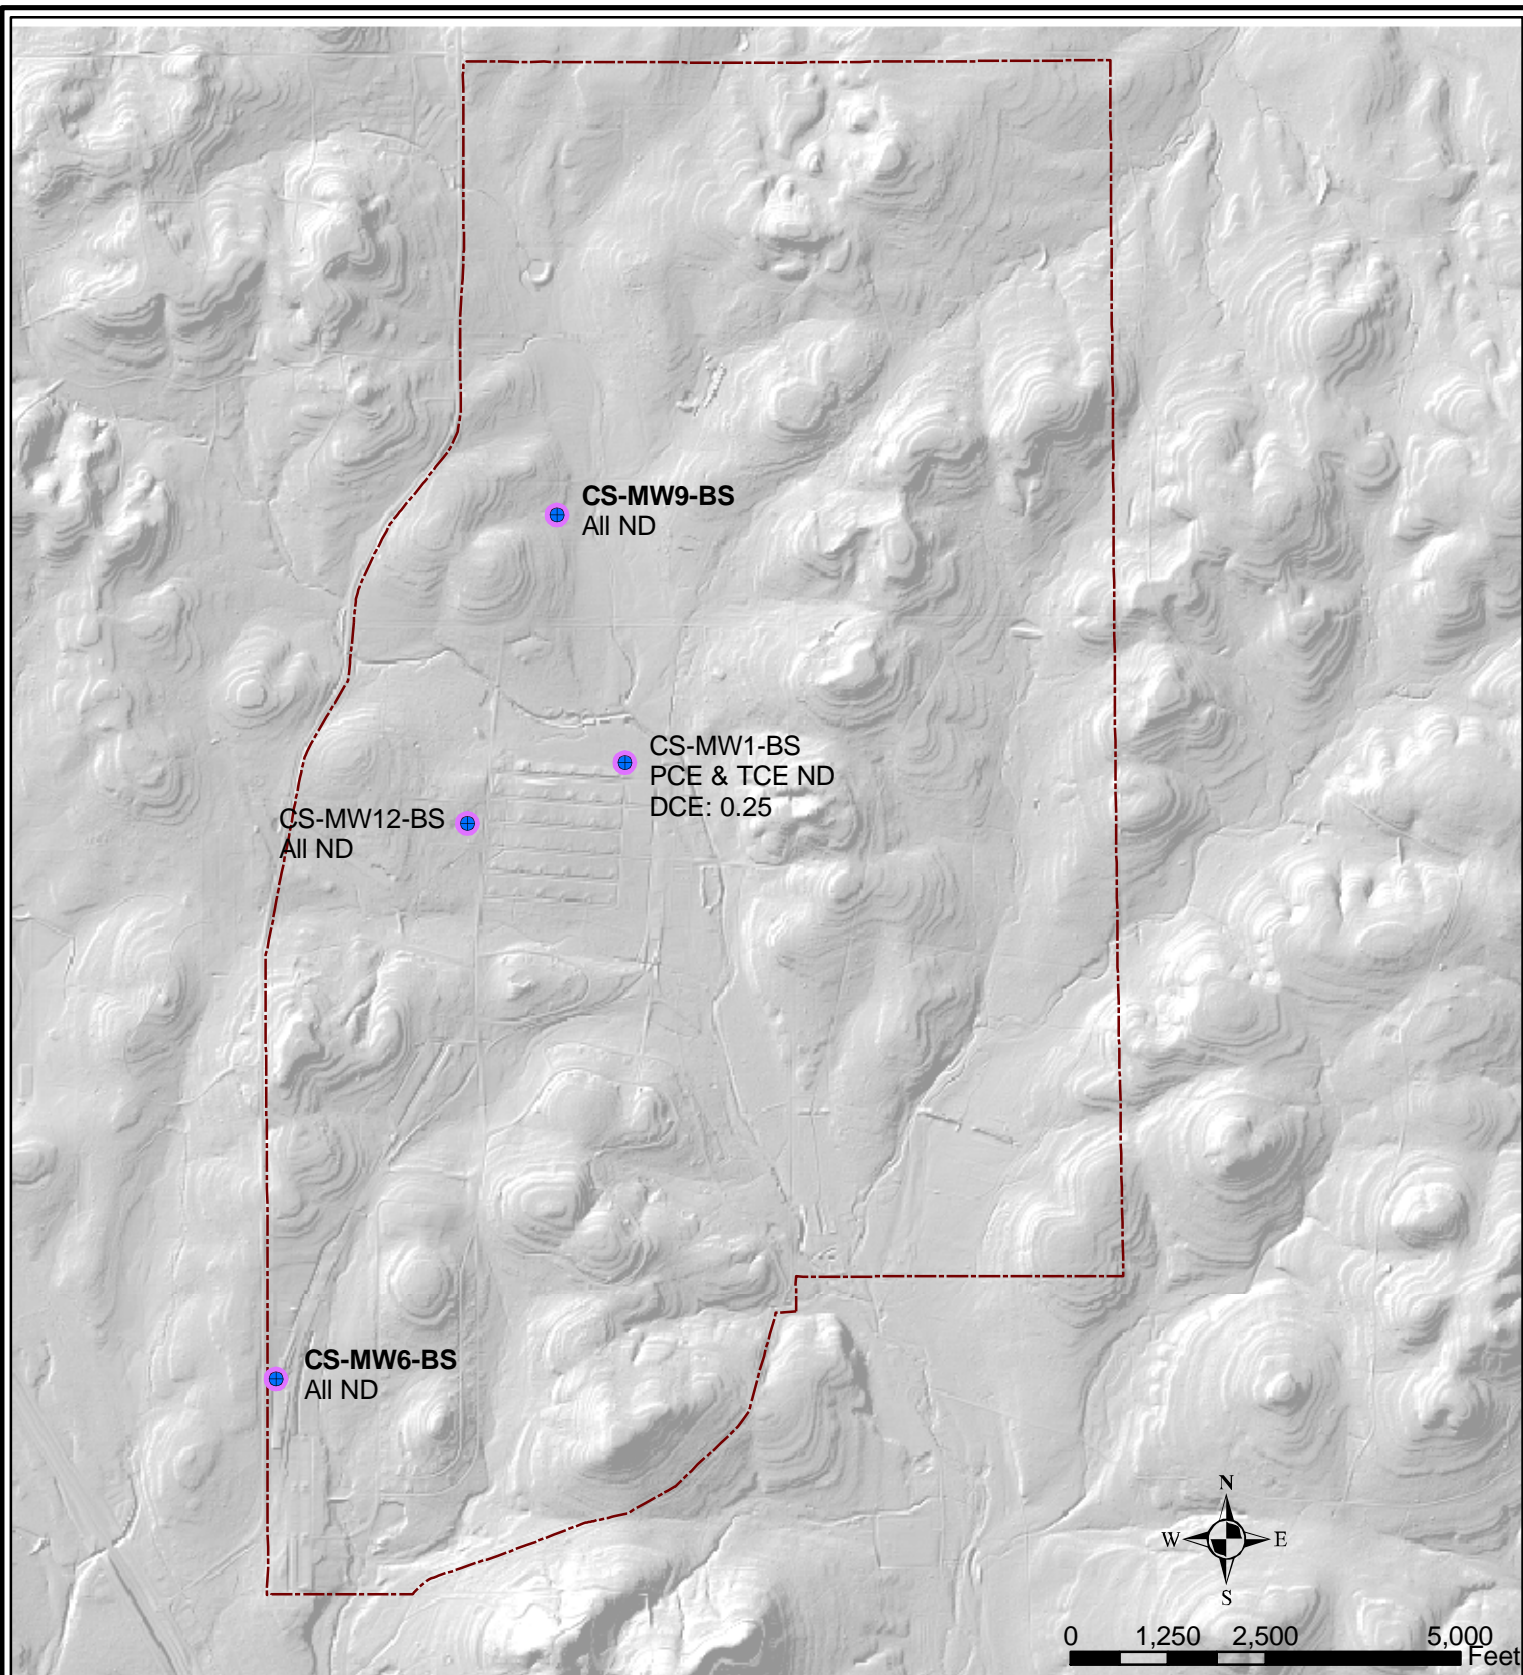 CS-MW9-BS
All ND
CS-MW1-BS
PCE & TCE ND
DCE: 0.25
CS-MW12-BS
All ND
CS-MW6-BS
All ND
N
W E
S
0 1,250 2,500 5,000
Feet